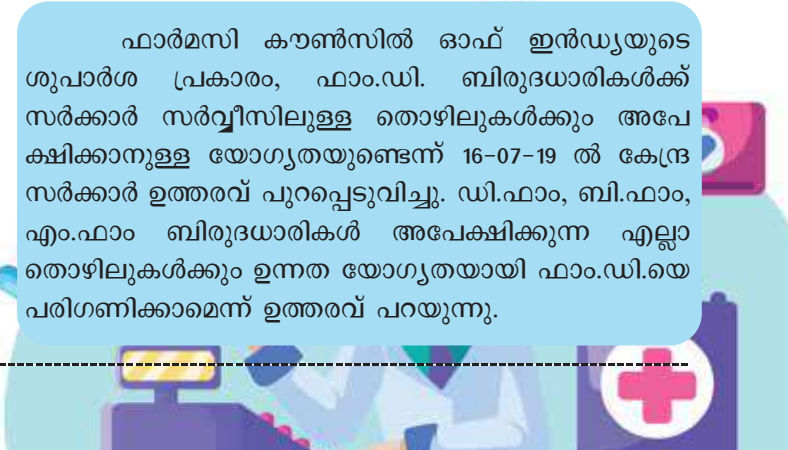 ഫാർമസി കൗൺസിൽ ഓഫ് ഇൻഡ്യയുടെ
ശുപാർശ പ്രകാരം, ഫാം.ഡി. ബിരുദധാരികൾക്ക്
സർക്കാർ സർവ്വീസിലുള്ള തൊഴിലുകൾക്കും അപേ
ക്ഷിക്കാനുള്ള യോഗ്യതയുണ്ടെന്ന് 16-07-19 ൽ കേന്ദ്ര
സർക്കാർ ഉത്തരവ് പുറപ്പെടുവിച്ചു. ഡി.ഫാം, ബി.ഫാം,
എം.ഫാം ബിരുദധാരികൾ അപേക്ഷിക്കുന്ന എല്ലാ
തൊഴിലുകൾക്കും ഉന്നത യോഗ്യതയായി ഫാം.ഡി.യെ
പരിഗണിക്കാമെന്ന് ഉത്തരവ് പറയുന്നു.